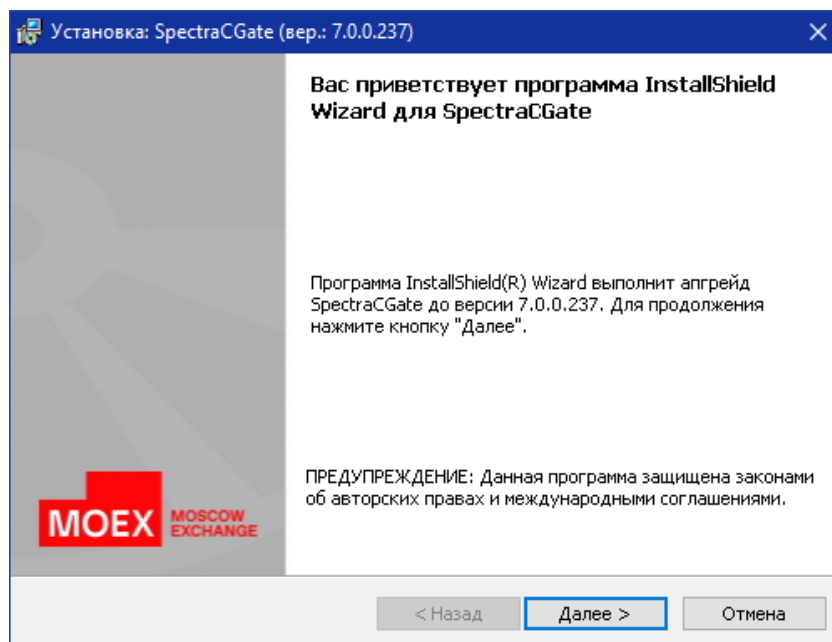 Установка: SpectraCGate (вер.: 7.0.0.237)
Вас приветствует программа InstallShield
Wizard для SpectraCGate
Программа InstallShield(R) Wizard выполнит апгрейд
SpectraCGate до версии 7.0.0.237. Для продолжения
нажмите кнопку "Далее".
ПРЕДУПРЕЖДЕНИЕ: Данная программа защищена законами
об авторских правах и международными соглашениями.
MOEX MOSCOW
EXCHANGE
< Назад Далее > Отмена